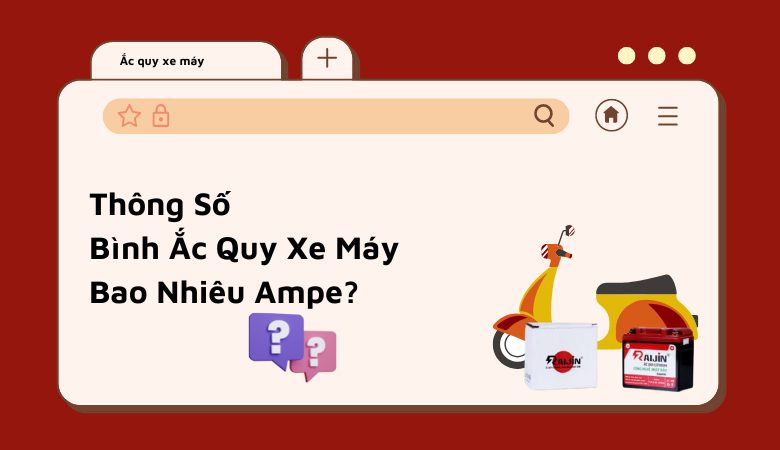 Ắc quy xe máy
Thông Số
Bình Ắc Quy Xe Máy
Bao Nhiêu Ampe?
RAIJIN
RAIJIN